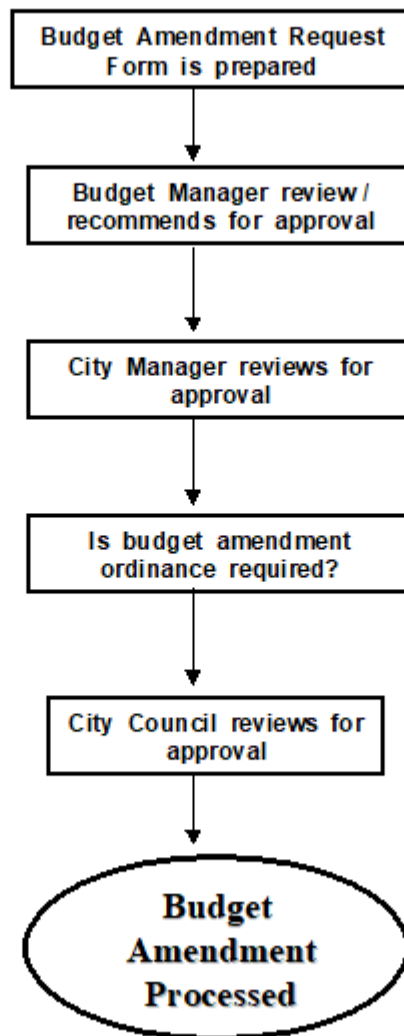 Budget Amendment Request
Form is prepared
Budget Manager review/
recommends for approval
City Manager reviews for
approval
Is budget amendment
ordinance required?
City Council reviews for
approval
Budget
Amendment
Processed